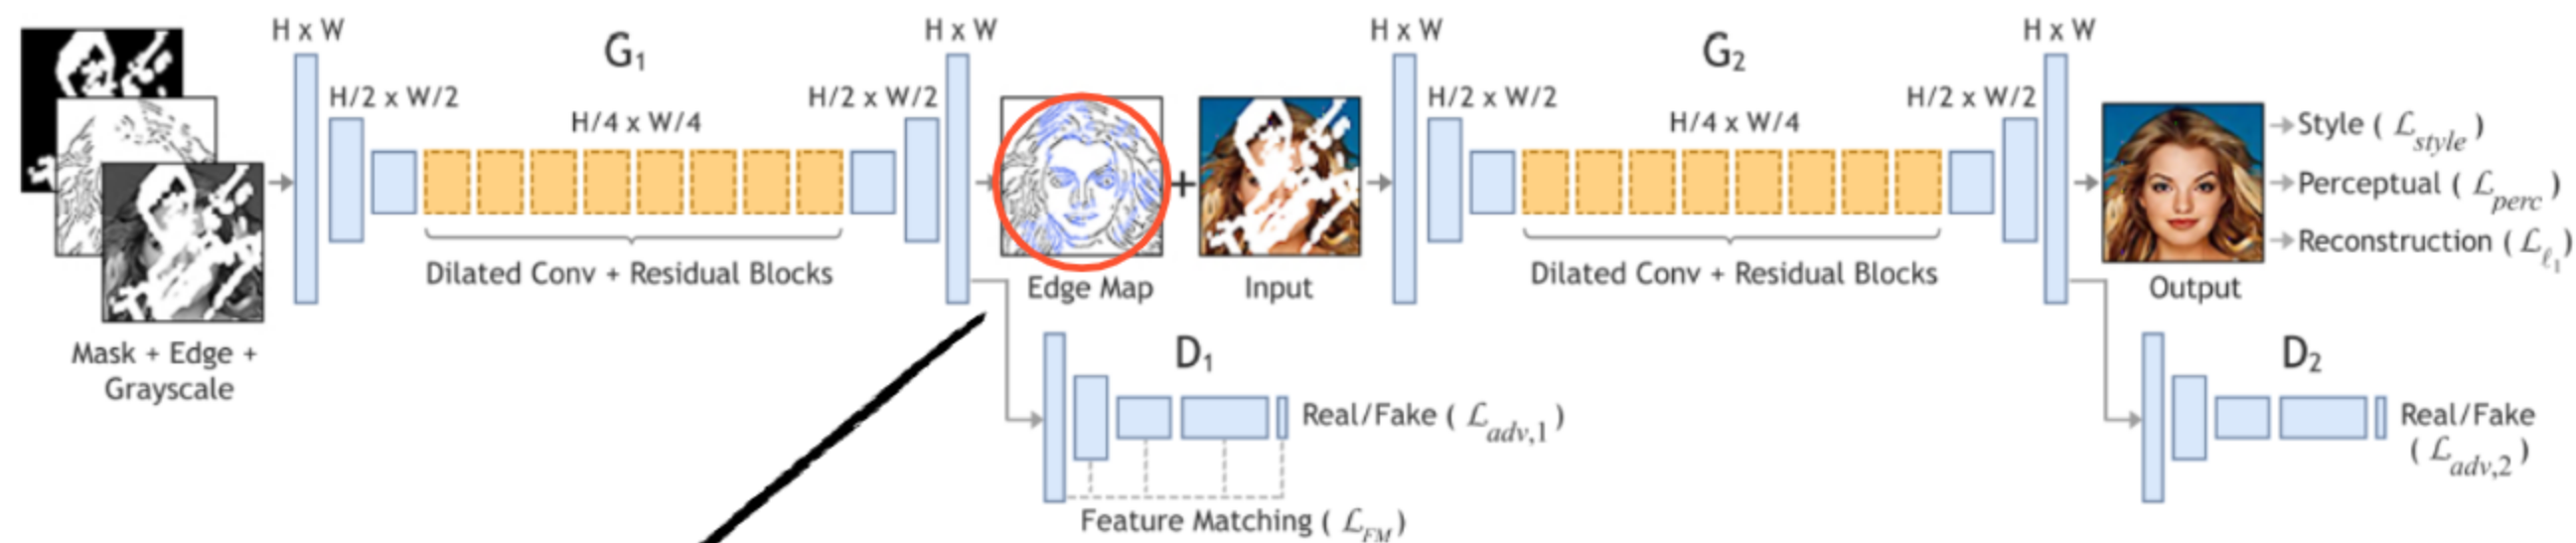 H x W
G₁
H x W
H x W
G₂
H x W
H/2 x W/2
H/4 x W/4
H/2 x W/2
H/2 x W/2
H/4 x W/4
H/2 x W/2
Style ( ℒstyle )
Perceptual ( ℒperc )
Reconstruction ( ℒℓ₁ )
Dilated Conv + Residual Blocks
Edge Map
Input
Dilated Conv + Residual Blocks
Output
+
Mask + Edge +
Grayscale
D₁
Real/Fake ( ℒadv,1 )
Feature Matching ( ℒFM )
D₂
Real/Fake
( ℒadv,2 )